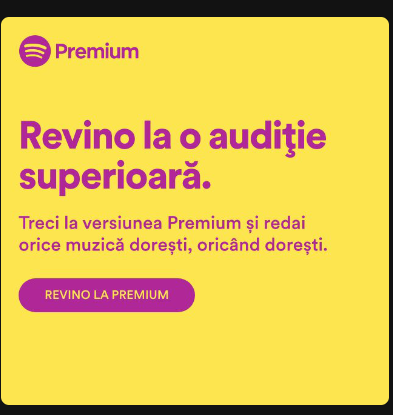 Premium
Revino la o audiţie
superioară.
Treci la versiunea Premium și redai
orice muzică dorești, oricând dorești.
REVINO LA PREMIUM